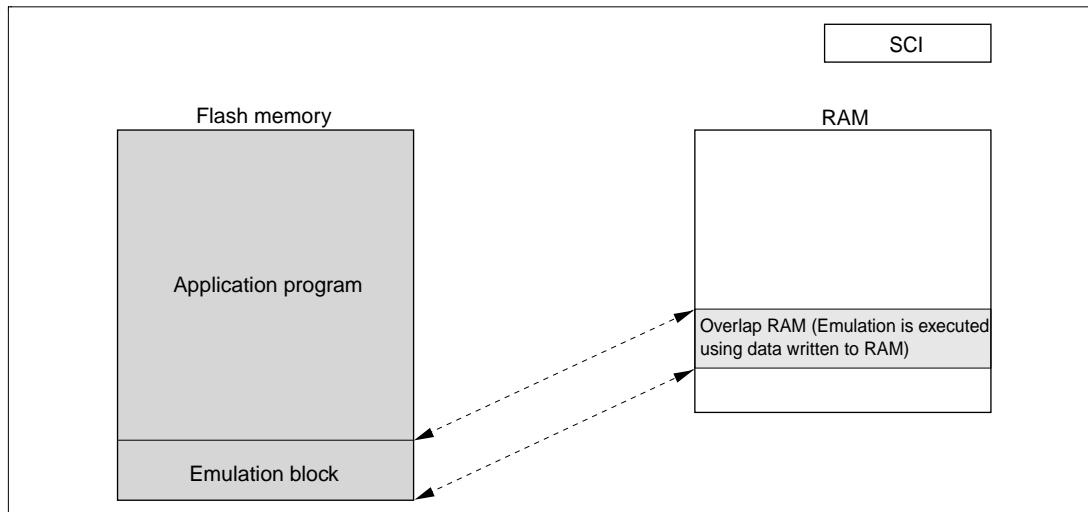 SCI
Flash memory
RAM
Application program
Overlap RAM (Emulation is executed
using data written to RAM)
Emulation block